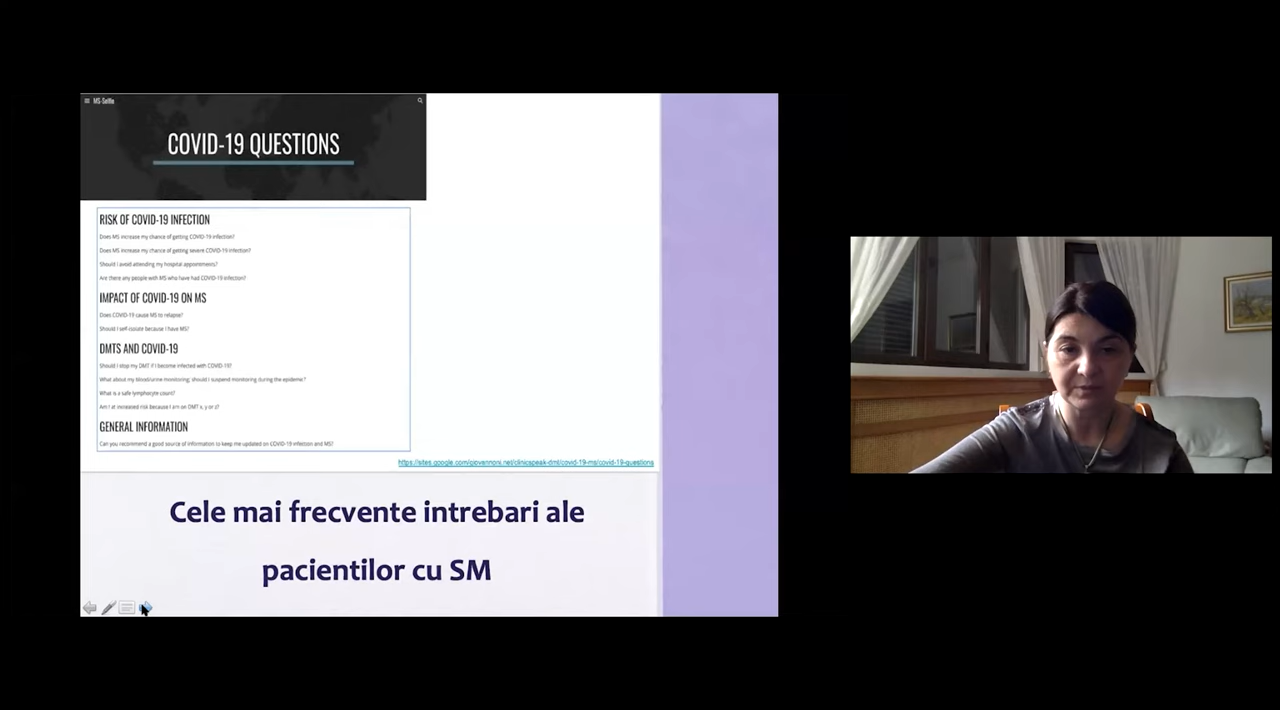 MS-Selfie
COVID-19 QUESTIONS
RISK OF COVID-19 INFECTION
Does MS increase my chance of getting COVID-19 infection?
Does MS increase my chance of getting severe COVID-19 infection?
Should I avoid attending my hospital appointments?
Are there any people with MS who have had COVID-19 infection?
IMPACT OF COVID-19 ON MS
Does COVID-19 cause MS to relapse?
Should I self-isolate because I have MS?
DMTS AND COVID-19
Should I stop my DMT if I become infected with COVID-19?
What about my blood/urine monitoring; should I suspend monitoring during the epidemic?
What is a safe lymphocyte count?
Am I at increased risk because I am on DMT x, y or z?
GENERAL INFORMATION
Can you recommend a good source of information to keep me updated on COVID-19 infection and MS?
https://sites.google.com/giovannoni.net/clinicspeak-dmt/covid-19-ms/covid-19-questions
Cele mai frecvente intrebari ale
pacientilor cu SM